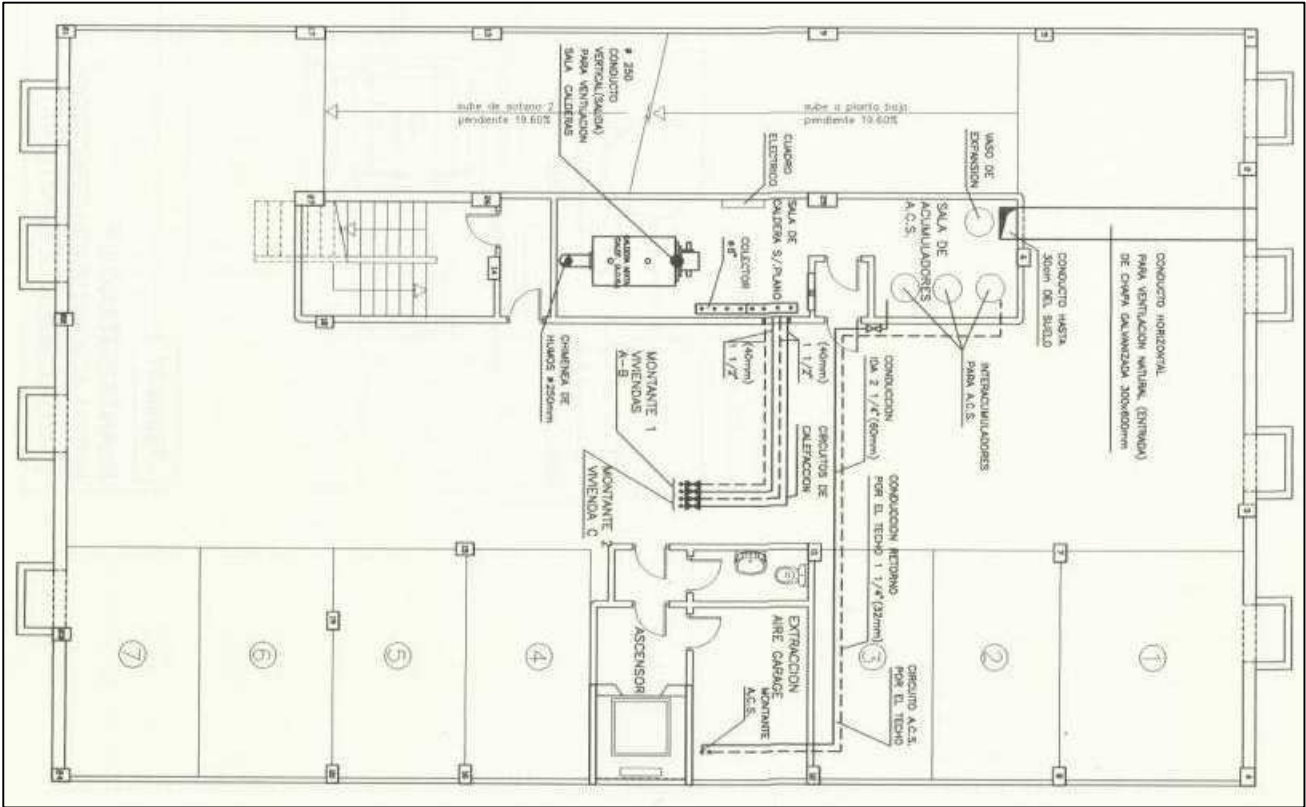 # 250
CONDUCTO
VERTICAL(SALIDA)
PARA VENTILACION
SALA CALDERAS
sube de sotano 2
pendiente 19.60%
sube a planta baja
pendiente 19.60%
CUADRO
ELECTRICO
VASO DE
EXPANSION
SALA DE
ACUMULADORES
A.C.S.
SALA DE
CALDERA S/.PLANO
COLECTOR
CONDUCTO HASTA
30cm DEL SUELO
CONDUCTO HORIZONTAL
PARA VENTILACION NATURAL (ENTRADA)
DE CHAPA GALVANIZADA 300x600mm
INTERACUMULADORES
PARA A.C.S.
CHIMENEA DE
HUMOS #250mm
MONTANTE 1
VIVIENDAS
A-B
(40mm)
1 1/2"
(40mm)
1 1/2"
CONDUCCION
IDA 2 1/4"(60mm)
CIRCUITOS DE
CALEFACCION
CONDUCCION RETORNO
POR EL TECHO 1 1/4"(32mm)
MONTANTE 2
VIVIENDA C
CIRCUITO A.C.S.
POR EL TECHO
EXTRACCION
AIRE GARAGE
MONTANTE
A.C.S.
ASCENSOR
7
6
5
4
3
2
1